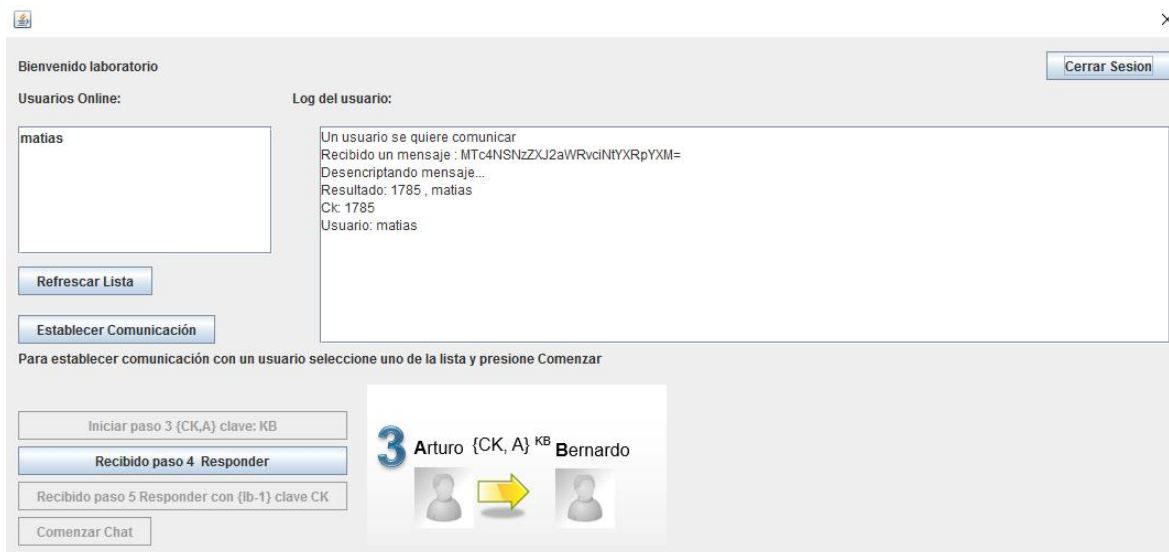 Bienvenido laboratorio
Cerrar Sesion
Usuarios Online:
Log del usuario:
matias
Un usuario se quiere comunicar
Recibido un mensaje : MTc4NSNzZXJ2aWRvciNtYXRpYXM=
Desencriptando mensaje...
Resultado: 1785 , matias
Ck: 1785
Usuario: matias
Refrescar Lista
Establecer Comunicación
Para establecer comunicación con un usuario seleccione uno de la lista y presione Comenzar
Iniciar paso 3 {CK,A} clave: KB
Recibido paso 4 Responder
Recibido paso 5 Responder con {Ib-1} clave CK
Comenzar Chat
3 Arturo {CK, A} KB Bernardo